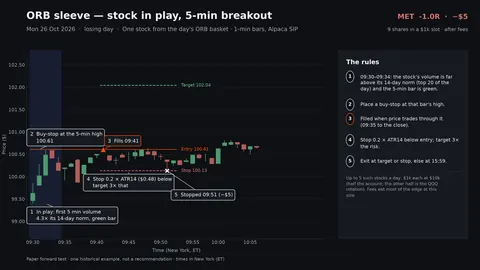 ORB sleeve — stock in play, 5-min breakout
MET -1.0R · ~$5
Mon 26 Oct 2026 · losing day · One stock from the day's ORB basket · 1-min bars, Alpaca SIP
9 shares in a $1k slot · after fees
102.50
102.00
101.50
101.00
100.50
100.00
99.50
99.00
Price ($)
Target 102.04
2 Buy-stop at the 5-min high
100.61
3 Fills 09:41
Entry 100.61
Stop 100.13
4 Stop 0.2 × ATR14 ($0.48) below
target 3× that
5 Stopped 09:51 (~$5)
1 In play: first 5 min volume
4.3× its 14-day norm, green bar
09:30
09:35
09:40
09:45
09:50
09:55
10:00
10:05
Time (New York, ET)
The rules
1 09:30–09:34: the stock's volume is far
above its 14-day norm (top 20 of
the day) and the 5-min bar is green.
2 Place a buy-stop at that bar's high.
3 Filled when price trades through it
(09:35 to the close).
4 Stop 0.2 × ATR14 below entry; target 3×
the risk.
5 Exit at target or stop, else at 15:59.
Up to 5 such stocks a day, $1k each at $10k
(half the account; the other half is the QQQ
rotation). Fees eat most of the edge at this
size.
Paper forward test · one historical example, not a recommendation · times in New York (ET)